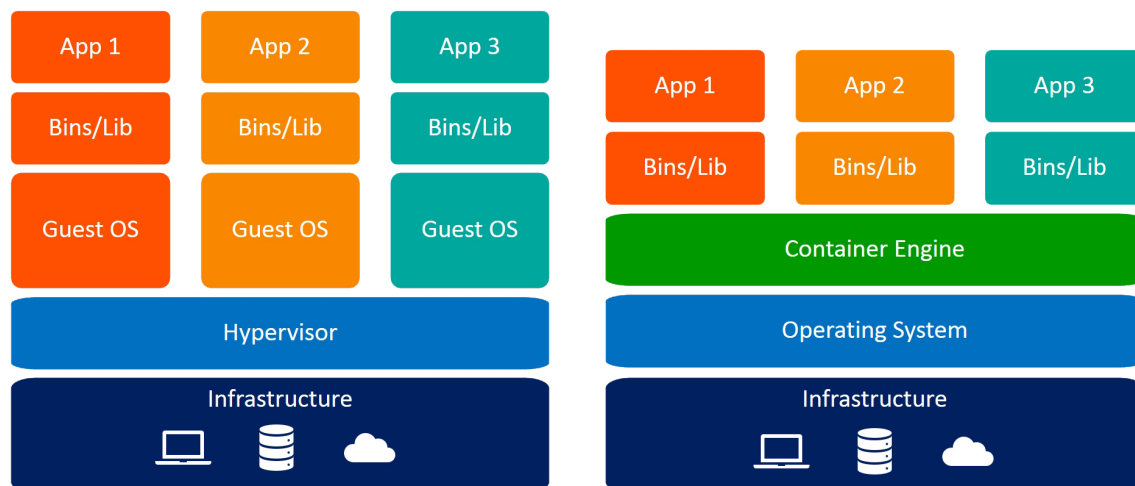 App 1
App 2
App 3
Bins/Lib
Bins/Lib
Bins/Lib
Guest OS
Guest OS
Guest OS
Hypervisor
Infrastructure
App 1
App 2
App 3
Bins/Lib
Bins/Lib
Bins/Lib
Container Engine
Operating System
Infrastructure